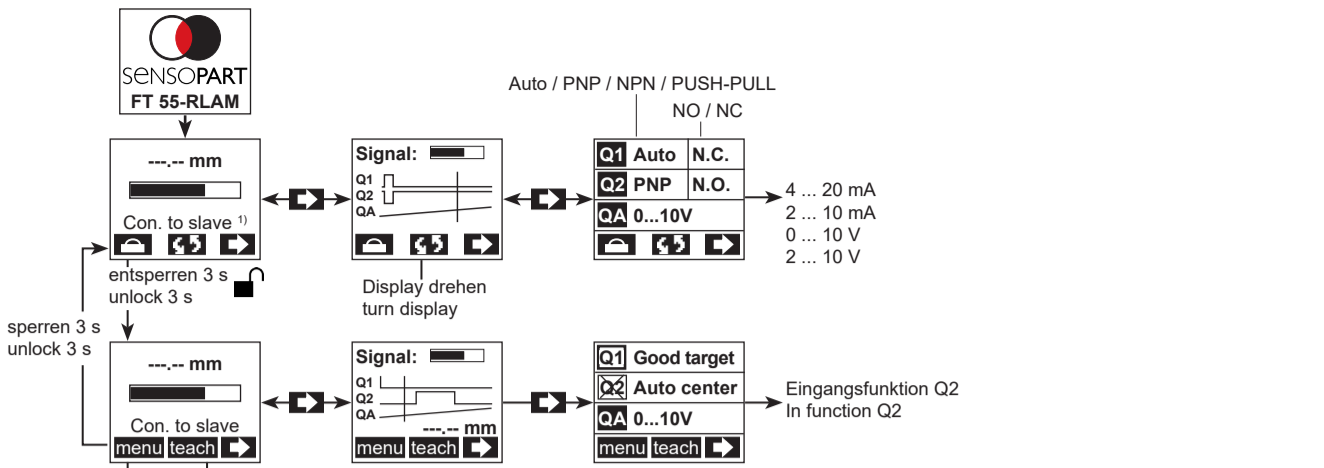 SENSOPART
FT 55-RLAM
Auto / PNP / NPN / PUSH-PULL
NO / NC
---.-- mm
Con. to slave 1)
Signal:
Q1
Q2
QA
Q1 Auto N.C.
Q2 PNP N.O.
QA 0...10V
4 ... 20 mA
2 ... 10 mA
0 ... 10 V
2 ... 10 V
entsperren 3 s
unlock 3 s
Display drehen
turn display
sperren 3 s
unlock 3 s
---.-- mm
Con. to slave
menu teach
Signal:
Q1
Q2
QA
---.-- mm
menu teach
Q1 Good target
Q2 Auto center
QA 0...10V
menu teach
Eingangsfunktion Q2
In function Q2